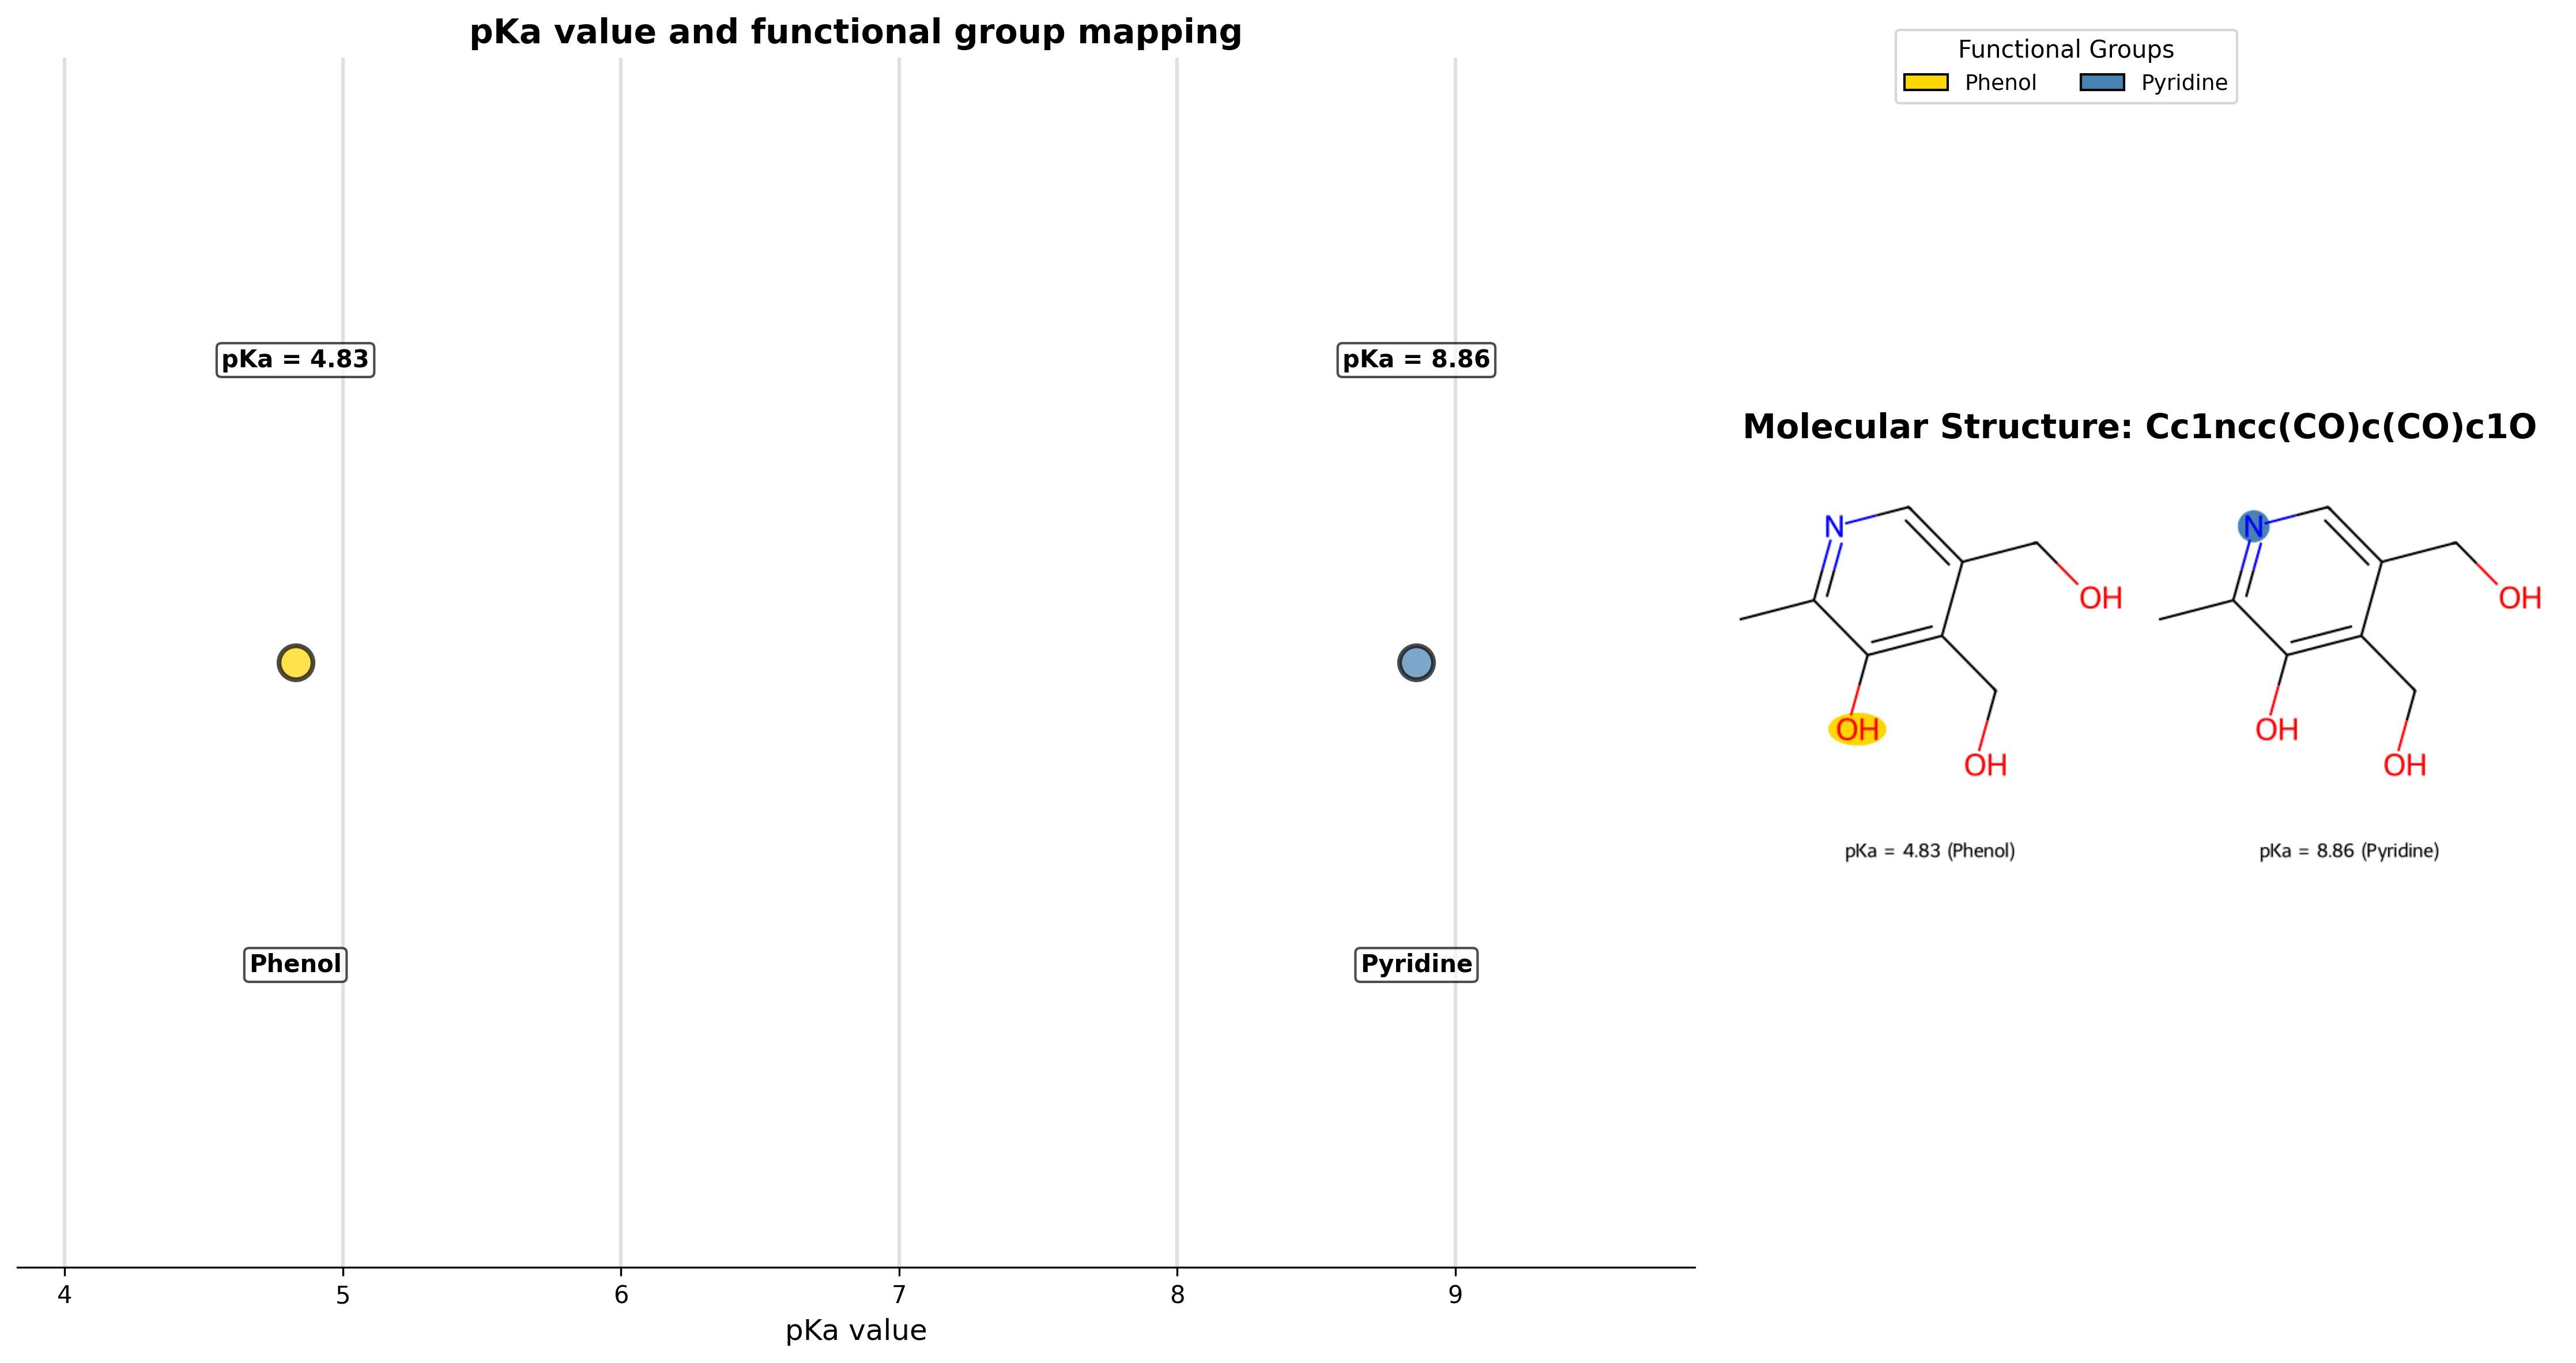 pKa value and functional group mapping
Functional Groups
Phenol
Pyridine
pKa = 4.83
pKa = 8.86
Phenol
Pyridine
4
5
6
7
8
9
pKa value
Molecular Structure: Cc1ncc(CO)c(CO)c1O
N
OH
OH
OH
pKa = 4.83 (Phenol)
N
OH
OH
OH
pKa = 8.86 (Pyridine)